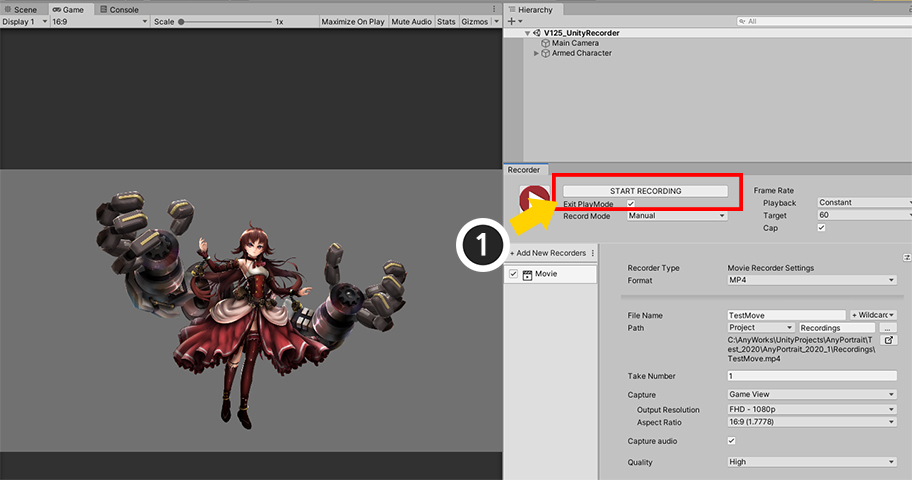 Scene Game Console
Display 1 16:9 Scale 1x Maximize On Play Mute Audio Stats Gizmos
Hierarchy
All
V125_UnityRecorder
Main Camera
Armed Character
Recorder
START RECORDING
Exit PlayMode
Record Mode Manual
Frame Rate
Playback Constant
Target 60
Cap
1
+ Add New Recorders
Movie
Recorder Type Movie Recorder Settings
Format MP4
File Name TestMove + Wildcard
Path Project Recordings ...
C:\AnyWorks\UnityProjects\AnyPortrait\T
est_2020\AnyPortrait_2020_1\Recordings\
TestMove.mp4
Take Number 1
Capture Game View
Output Resolution FHD - 1080p
Aspect Ratio 16:9 (1.7778)
Capture audio
Quality High